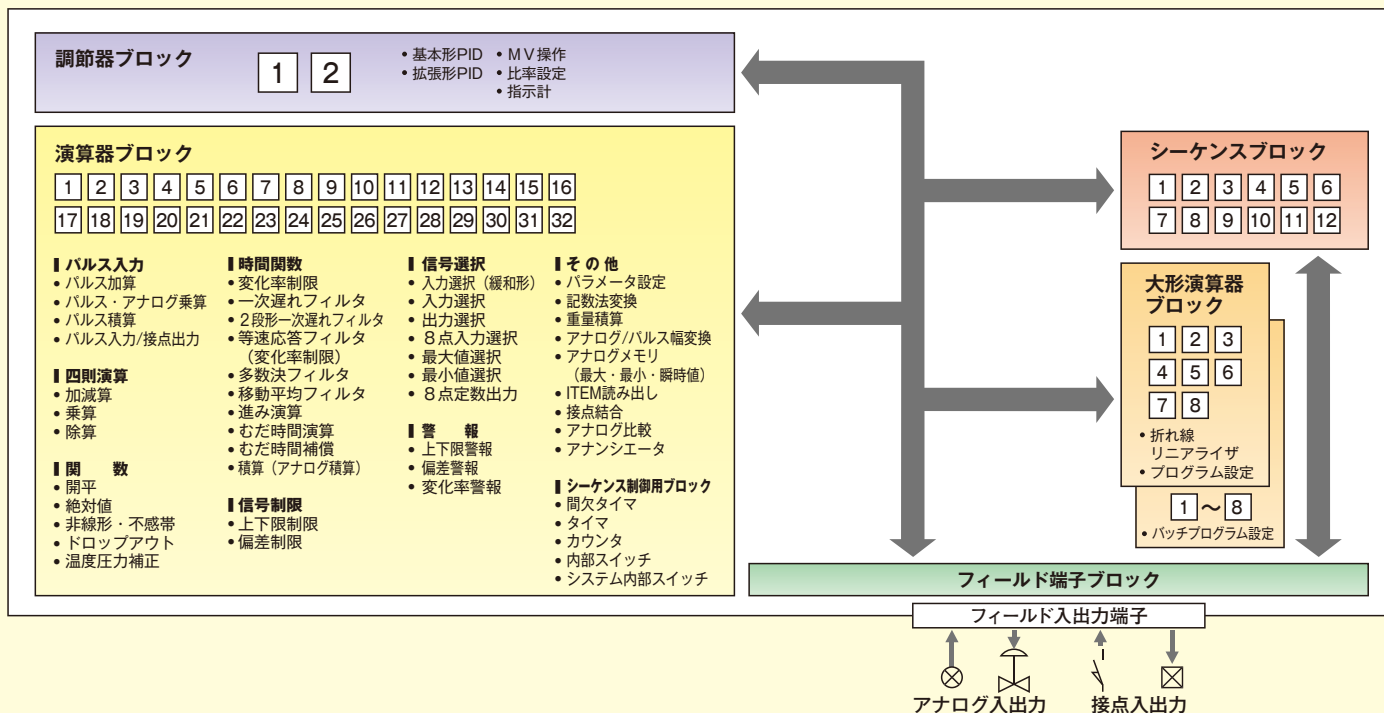 調節器ブロック
1 2
• 基本形PID
• 拡張形PID
• MV操作
• 比率設定
• 指示計
演算器ブロック
1 2 3 4 5 6 7 8 9 10 11 12 13 14 15 16
17 18 19 20 21 22 23 24 25 26 27 28 29 30 31 32
パルス入力
• パルス加算
• パルス・アナログ乗算
• パルス積算
• パルス入力/接点出力
四則演算
• 加減算
• 乗算
• 除算
関 数
• 開平
• 絶対値
• 非線形・不感帯
• ドロップアウト
• 温度圧力補正
時間関数
• 変化率制限
• 一次遅れフィルタ
• 2段形一次遅れフィルタ
• 等速応答フィルタ
（変化率制限）
• 多数決フィルタ
• 移動平均フィルタ
• 進み演算
• むだ時間演算
• むだ時間補償
• 積算（アナログ積算）
信号制限
• 上下限制限
• 偏差制限
信号選択
• 入力選択（緩和形）
• 入力選択
• 出力選択
• 8点入力選択
• 最大値選択
• 最小値選択
• 8点定数出力
警 報
• 上下限警報
• 偏差警報
• 変化率警報
その他
• パラメータ設定
• 記数法変換
• 重量積算
• アナログ/パルス幅変換
• アナログメモリ
（最大・最小・瞬時値）
• ITEM読み出し
• 接点結合
• アナログ比較
• アナンシエータ
シーケンス制御用ブロック
• 間欠タイマ
• タイマ
• カウンタ
• 内部スイッチ
• システム内部スイッチ
シーケンスブロック
1 2 3 4 5 6
7 8 9 10 11 12
大形演算器
ブロック
1 2 3
4 5 6
7 8
• 折れ線
リニアライザ
• プログラム設定
1 〜 8
• バッチプログラム設定
フィールド端子ブロック
フィールド入出力端子
アナログ入出力
接点入出力